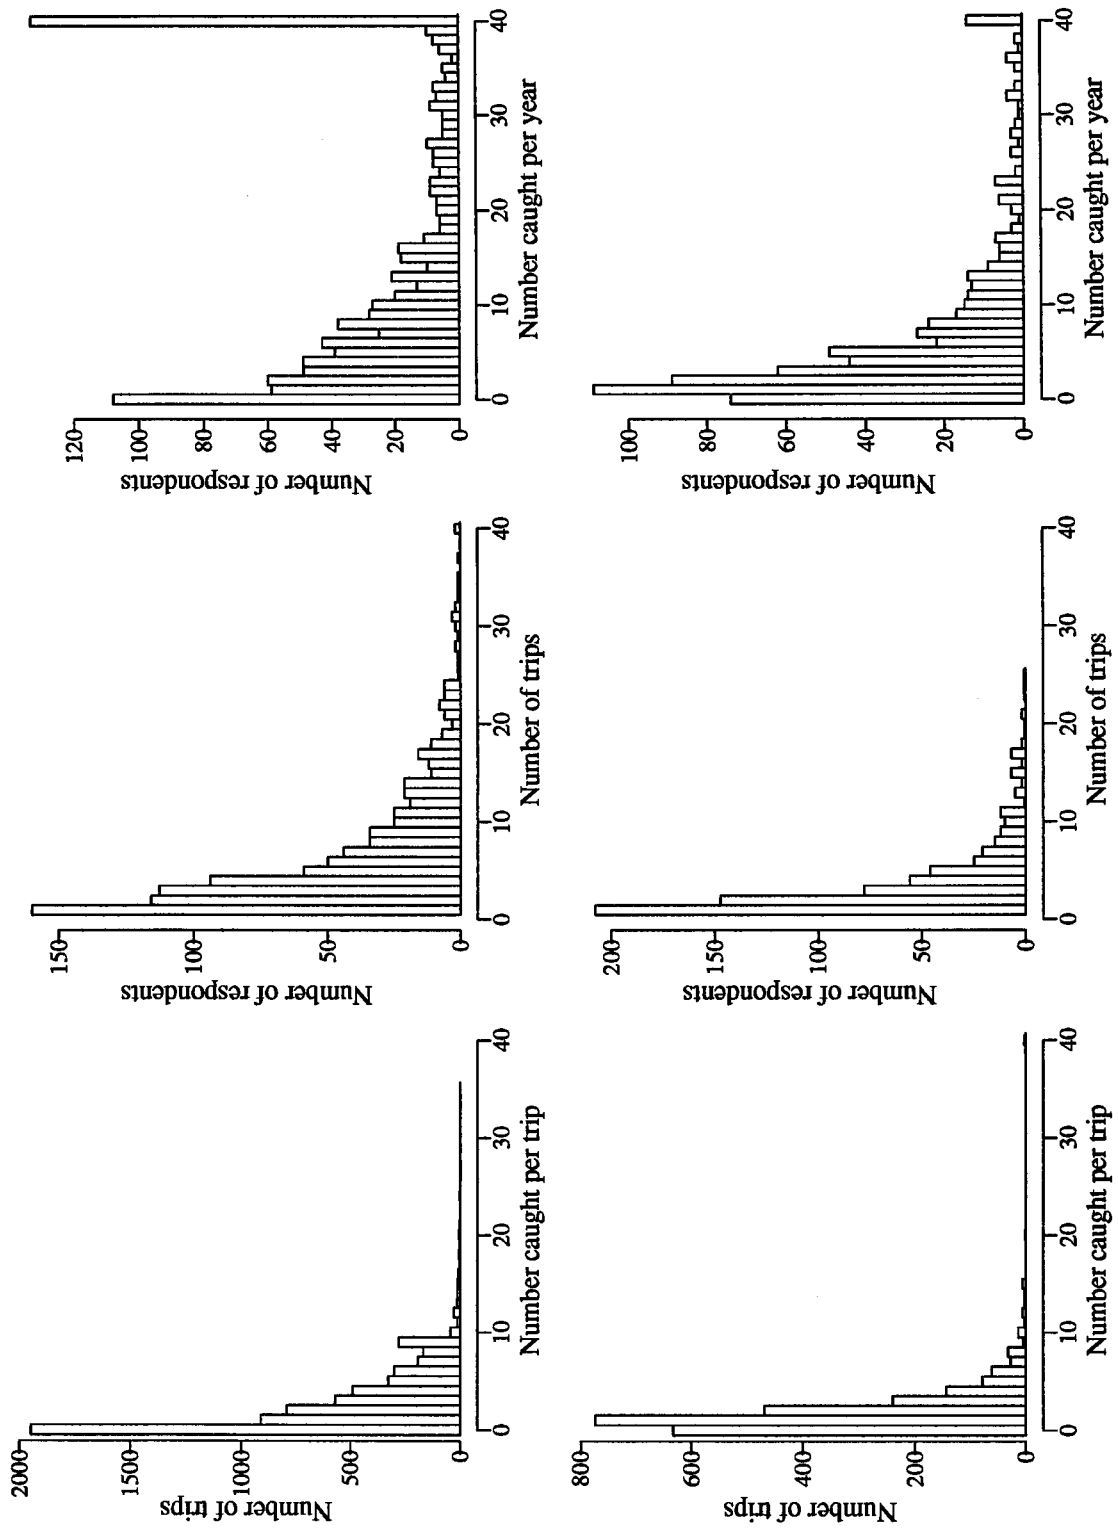 2000
1500
1000
500
0
Number of trips
0 10 20 30 40
Number caught per trip
150
100
50
0
Number of respondents
0 10 20 30 40
Number of trips
120
100
80
60
40
20
0
Number of respondents
0 10 20 30 40
Number caught per year
800
600
400
200
0
Number of trips
0 10 20 30 40
Number caught per trip
200
150
100
50
0
Number of respondents
0 10 20 30 40
Number of trips
100
80
60
40
20
0
Number of respondents
0 10 20 30 40
Number caught per year